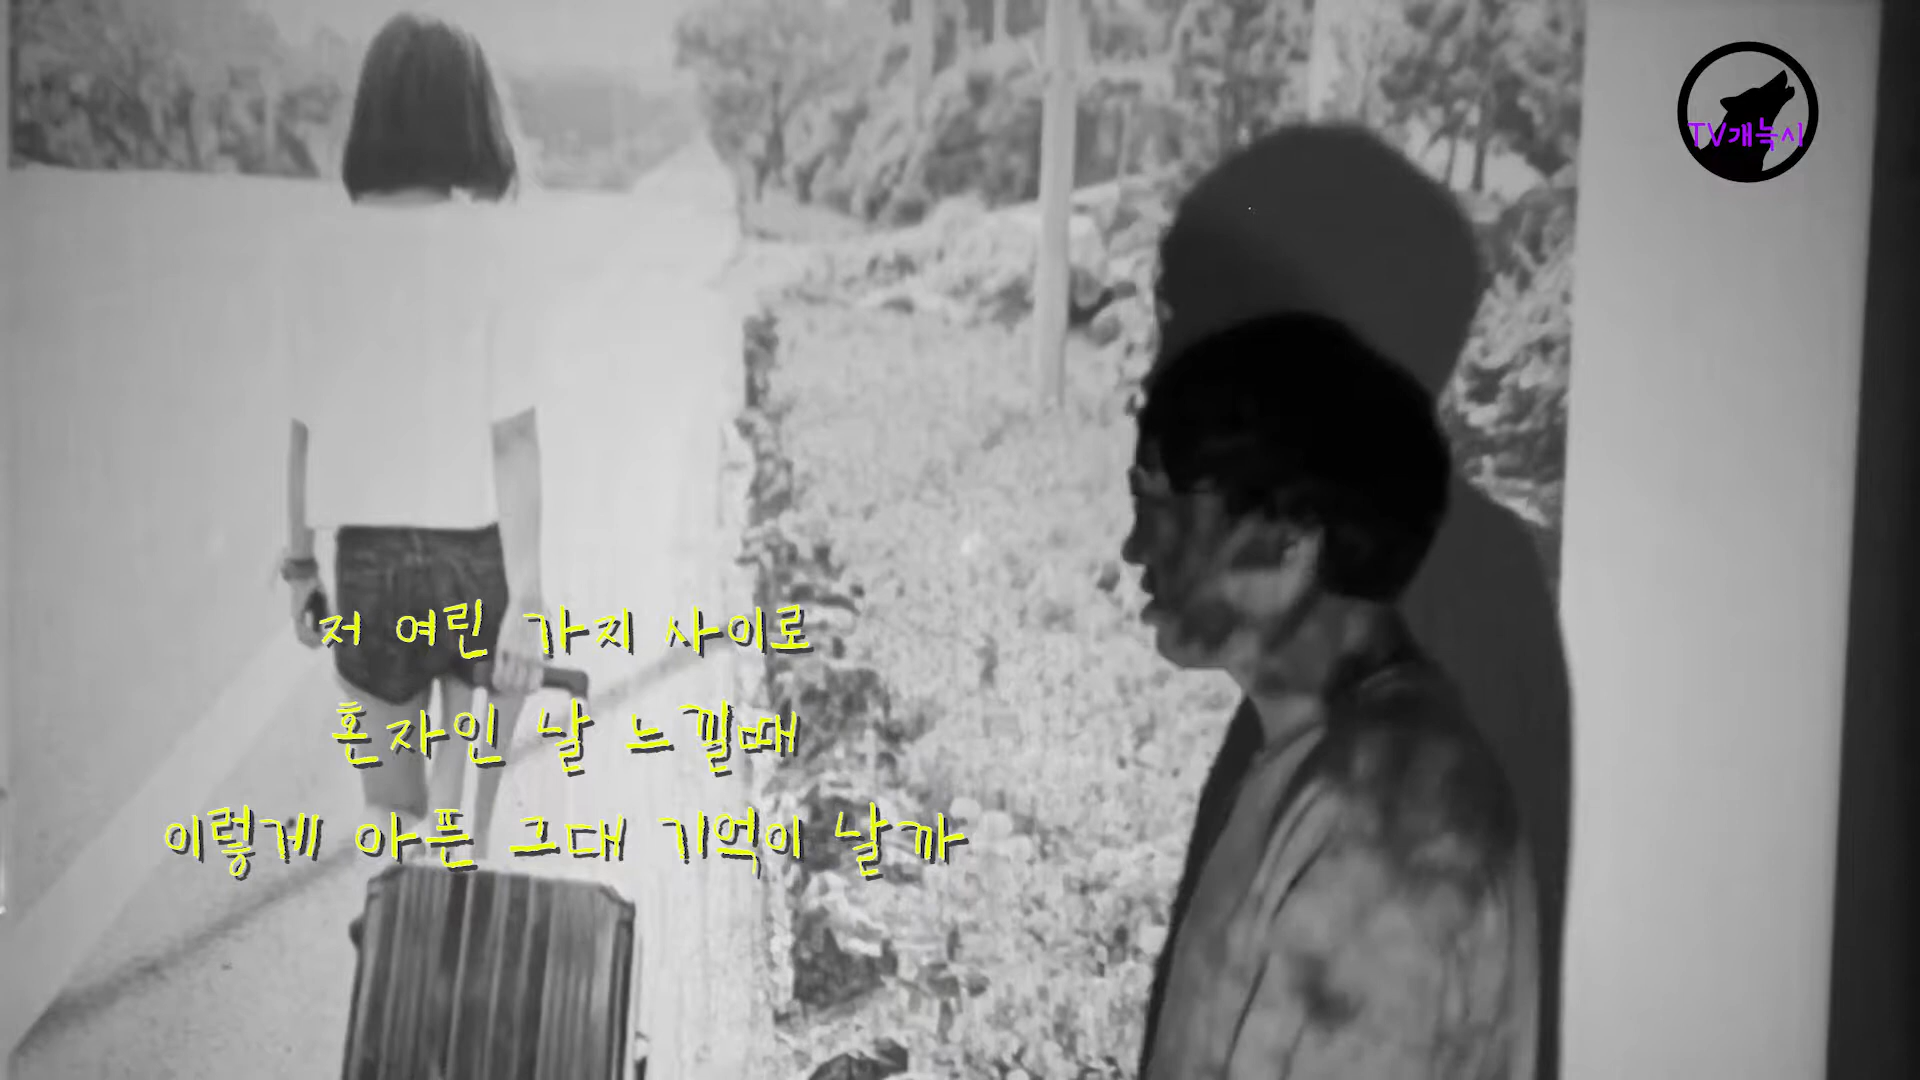 TV개늑시
저 여린 가지 사이로
혼자인 날 느낄때
이렇게 아픈 그대 기억이 날까